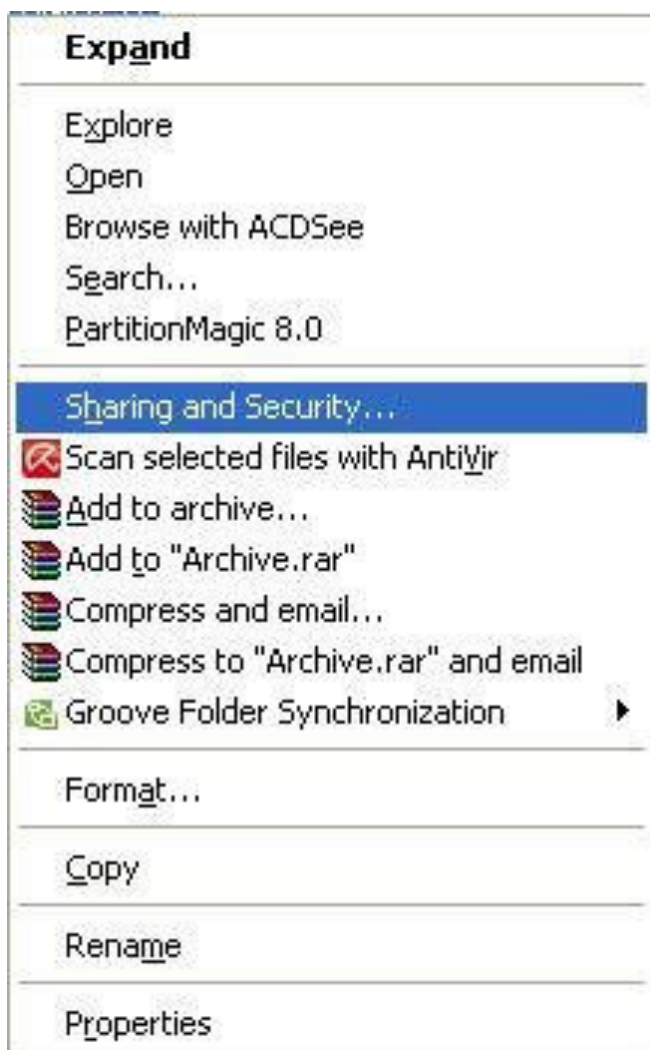 Expand
Explore
Open
Browse with ACDSee
Search...
PartitionMagic 8.0
Sharing and Security...
Scan selected files with AntiVir
Add to archive...
Add to "Archive.rar"
Compress and email...
Compress to "Archive.rar" and email
Groove Folder Synchronization
Format...
Copy
Rename
Properties